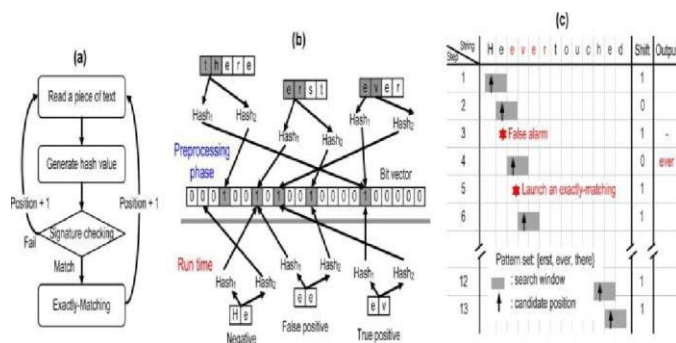 (a)
Read a piece of text
Generate hash value
Signature checking
Position + 1
Fail
Position + 1
Match
Exactly-Matching
(b)
t h e r e
e r s t
e v e r
Hash1 Hash2 Hash1 Hash2 Hash1 Hash2
Preprocessing phase
Bit vector
0 0 0 1 0 0 1 0 1 0 0 1 0 0 0 0 1 0 0 0
Run time
Hash1 Hash2 Hash1 Hash2 Hash1 Hash2
H e
e e
e v
Negative False positive True positive
(c)
String H e e v e r t o u c h e d Shift Output
Step
1 1
2 0
3 False alarm 1 -
4 0 ever
5 Launch an exactly-matching 1
6 1
Pattern set: {erst, ever, there}
: search window
: candidate position
12 1
13 1